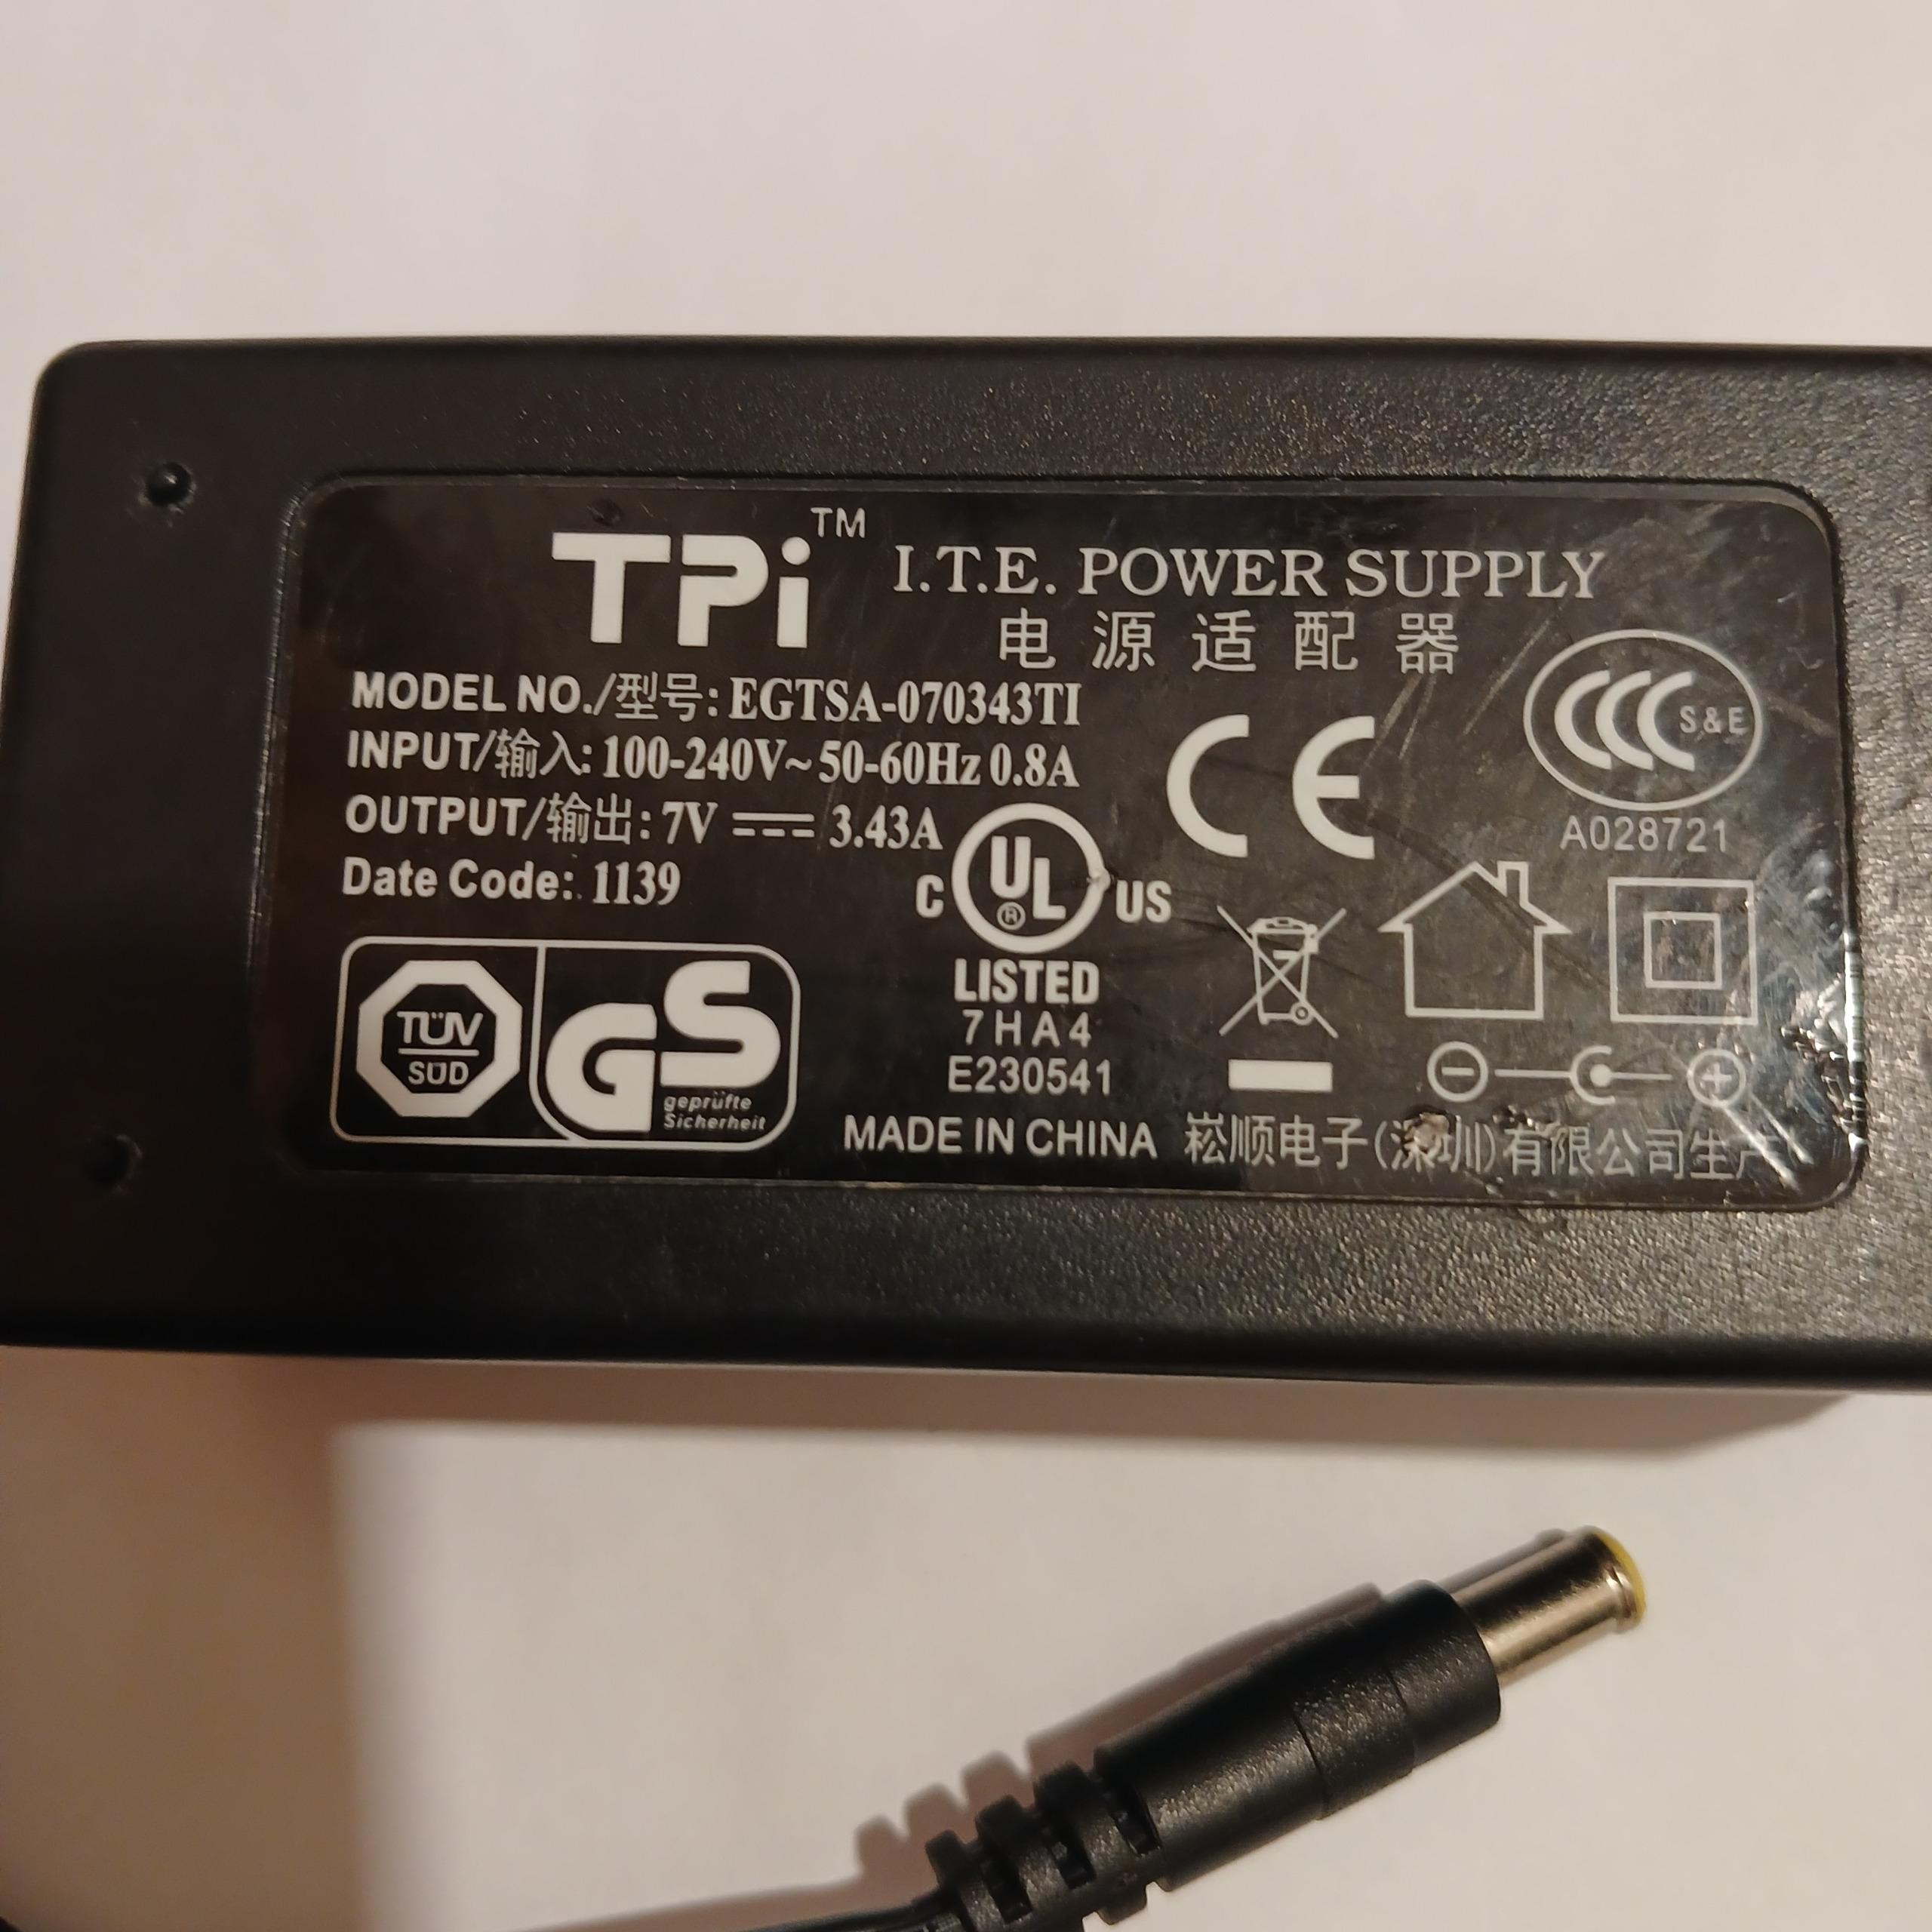 TPi™ I.T.E. POWER SUPPLY
电源适配器
MODEL NO./型号: EGTSA-070343TI
INPUT/输入: 100-240V~ 50-60Hz 0.8A
OUTPUT/输出: 7V ⎓ 3.43A
Date Code: 1139
CCC S&E
A028721
CE
C UL® US
LISTED
7HA4
E230541
TÜV
SÜD
GS
geprüfte
Sicherheit
MADE IN CHINA 崧顺电子(深圳)有限公司生产